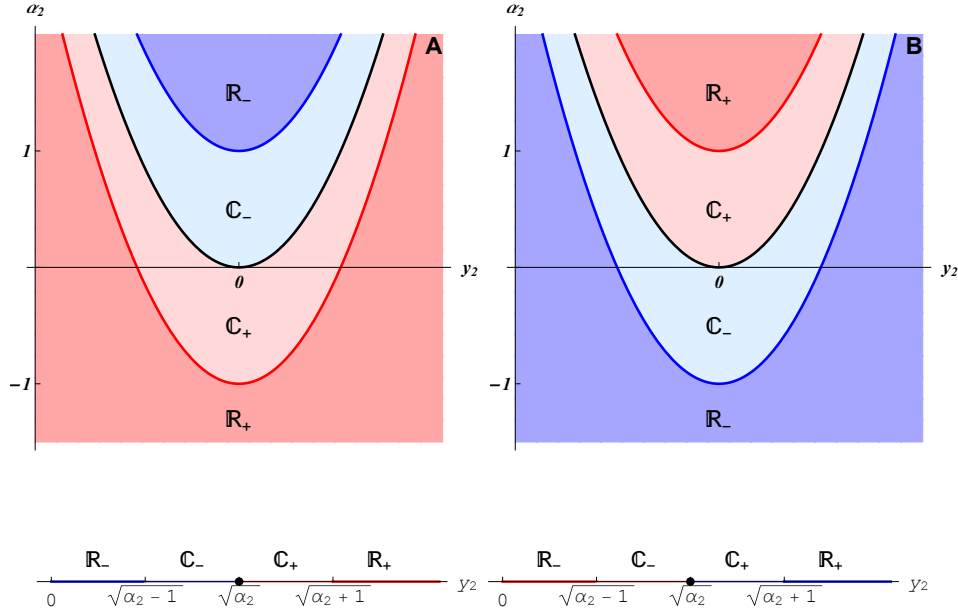 α₂
A
ℝ₋
1
ℂ₋
0
y₂
ℂ₊
−1
ℝ₊
α₂
B
ℝ₊
1
ℂ₊
0
y₂
ℂ₋
−1
ℝ₋
ℝ₋ ℂ₋ ℂ₊ ℝ₊
0 √(α₂ − 1) √α₂ √(α₂ + 1) y₂
ℝ₋ ℂ₋ ℂ₊ ℝ₊
0 √(α₂ − 1) √α₂ √(α₂ + 1) y₂